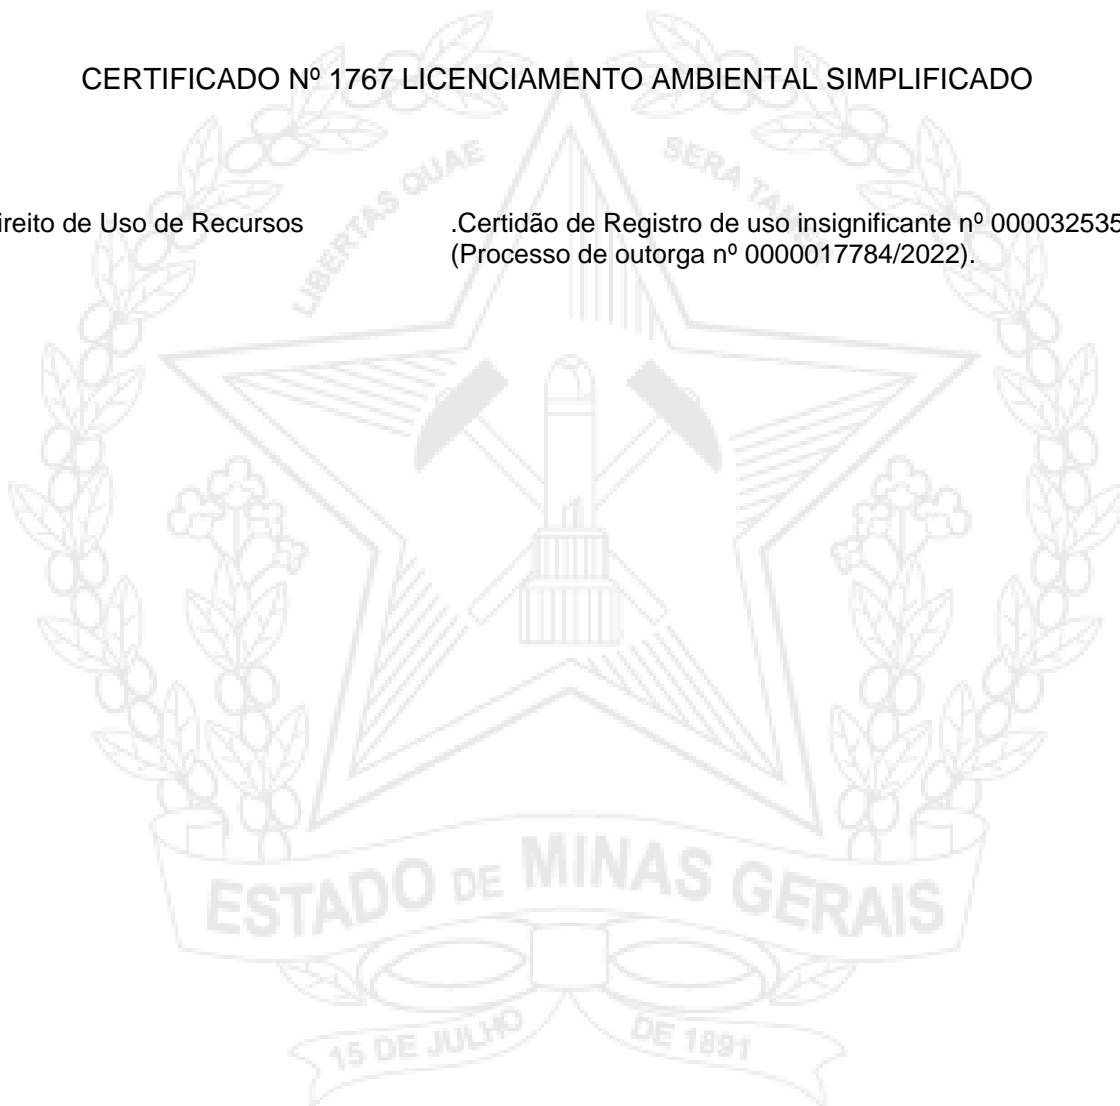 CERTIFICADO Nº 1767 LICENCIAMENTO AMBIENTAL SIMPLIFICADO
LIBERTAS QUAE SERA TAMEN
ireito de Uso de Recursos
.Certidão de Registro de uso insignificante nº 000032535
(Processo de outorga nº 0000017784/2022).
ESTADO DE MINAS GERAIS
15 DE JULHO DE 1891